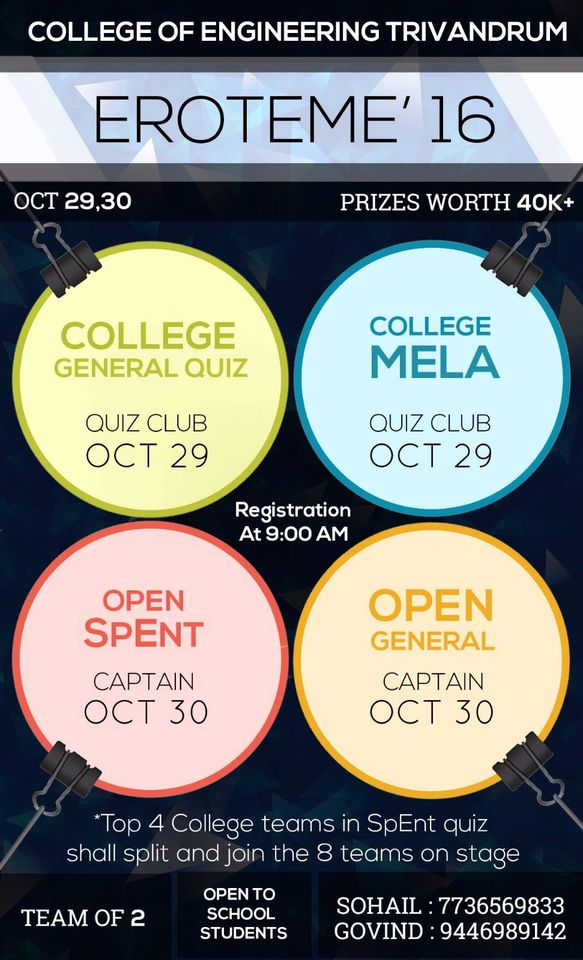 COLLEGE OF ENGINEERING TRIVANDRUM
EROTEME' 16
OCT 29,30
PRIZES WORTH 40K+
COLLEGE
GENERAL QUIZ
QUIZ CLUB
OCT 29
COLLEGE
MELA
QUIZ CLUB
OCT 29
Registration
At 9:00 AM
OPEN
SPENT
CAPTAIN
OCT 30
OPEN
GENERAL
CAPTAIN
OCT 30
*Top 4 College teams in SpEnt quiz
shall split and join the 8 teams on stage
TEAM OF 2
OPEN TO
SCHOOL
STUDENTS
SOHAIL : 7736569833
GOVIND : 9446989142